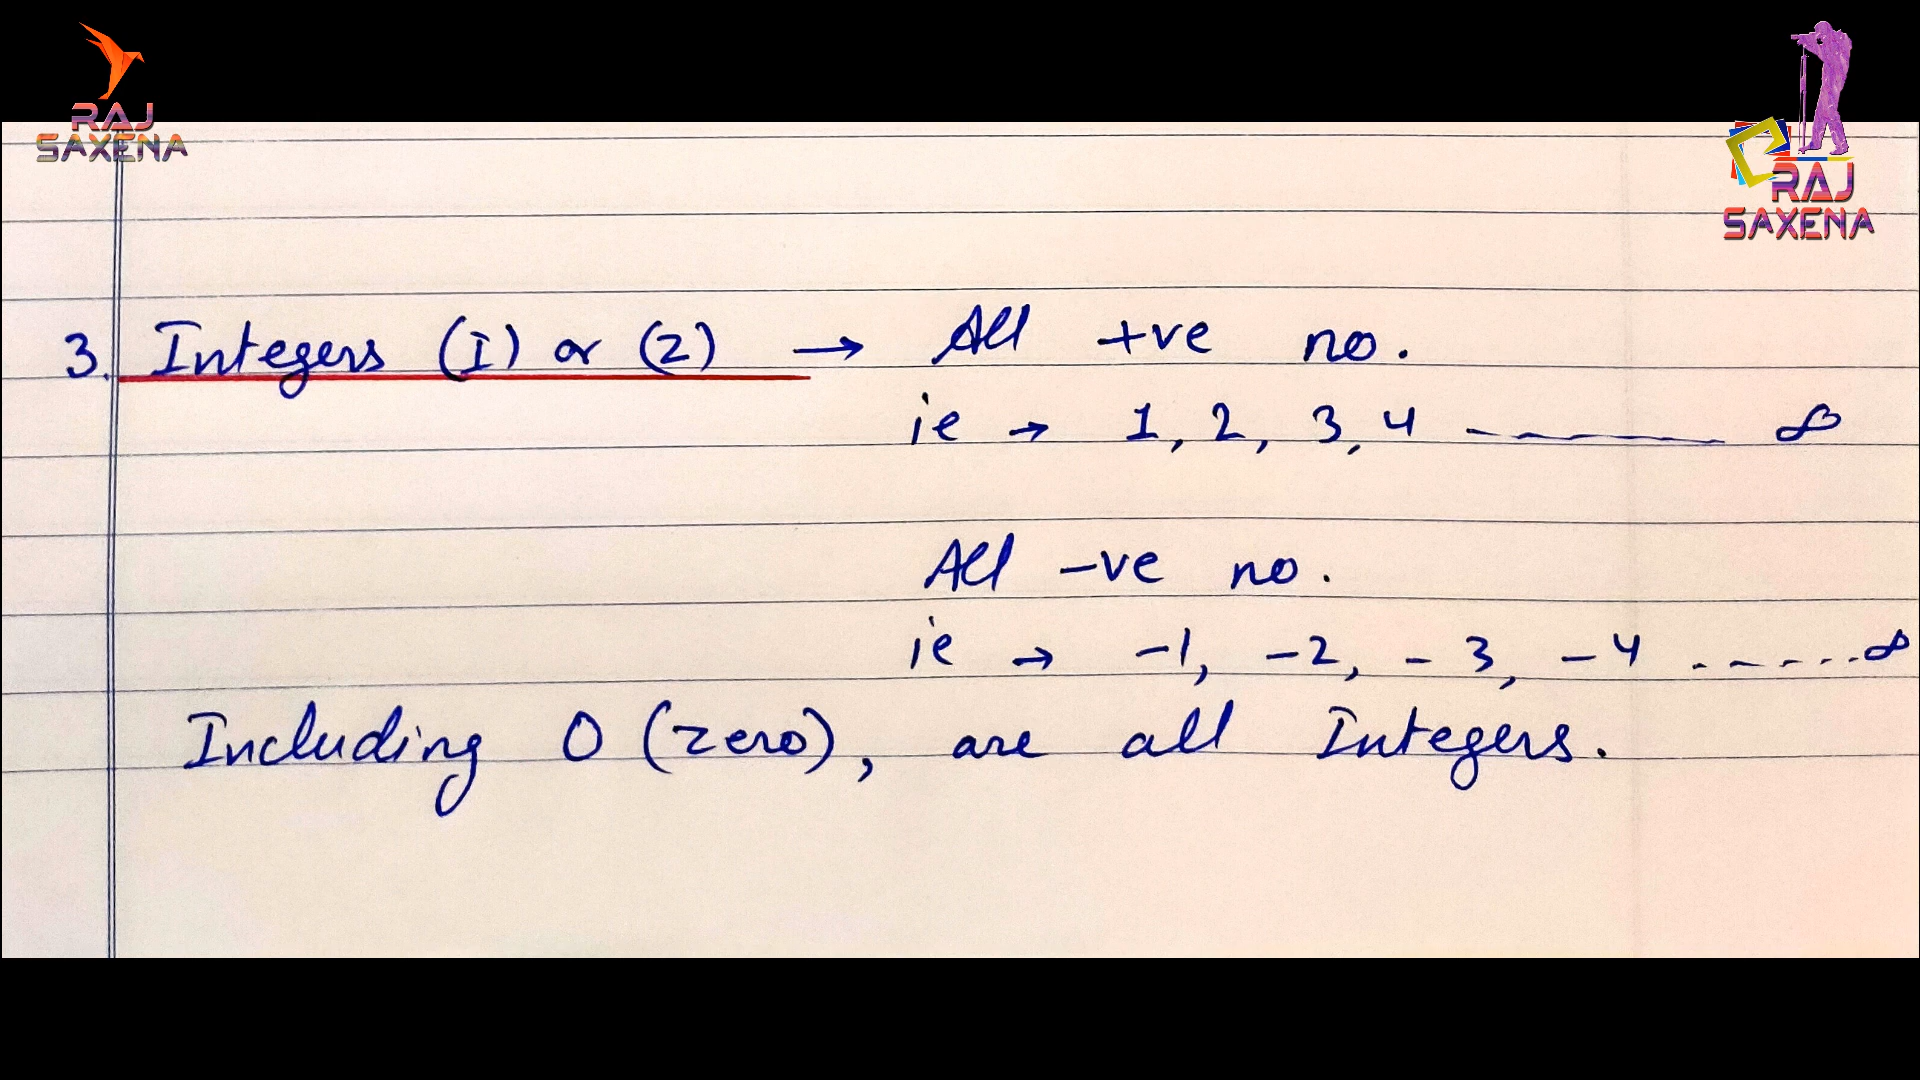 RAJ
SAXENA
RAJ
SAXENA
3. Integers (I) or (Z) → All +ve no.
ie → 1, 2, 3, 4 ------- ∞
All -ve no.
ie → -1, -2, -3, -4 ------ ∞
Including 0 (zero), are all Integers.